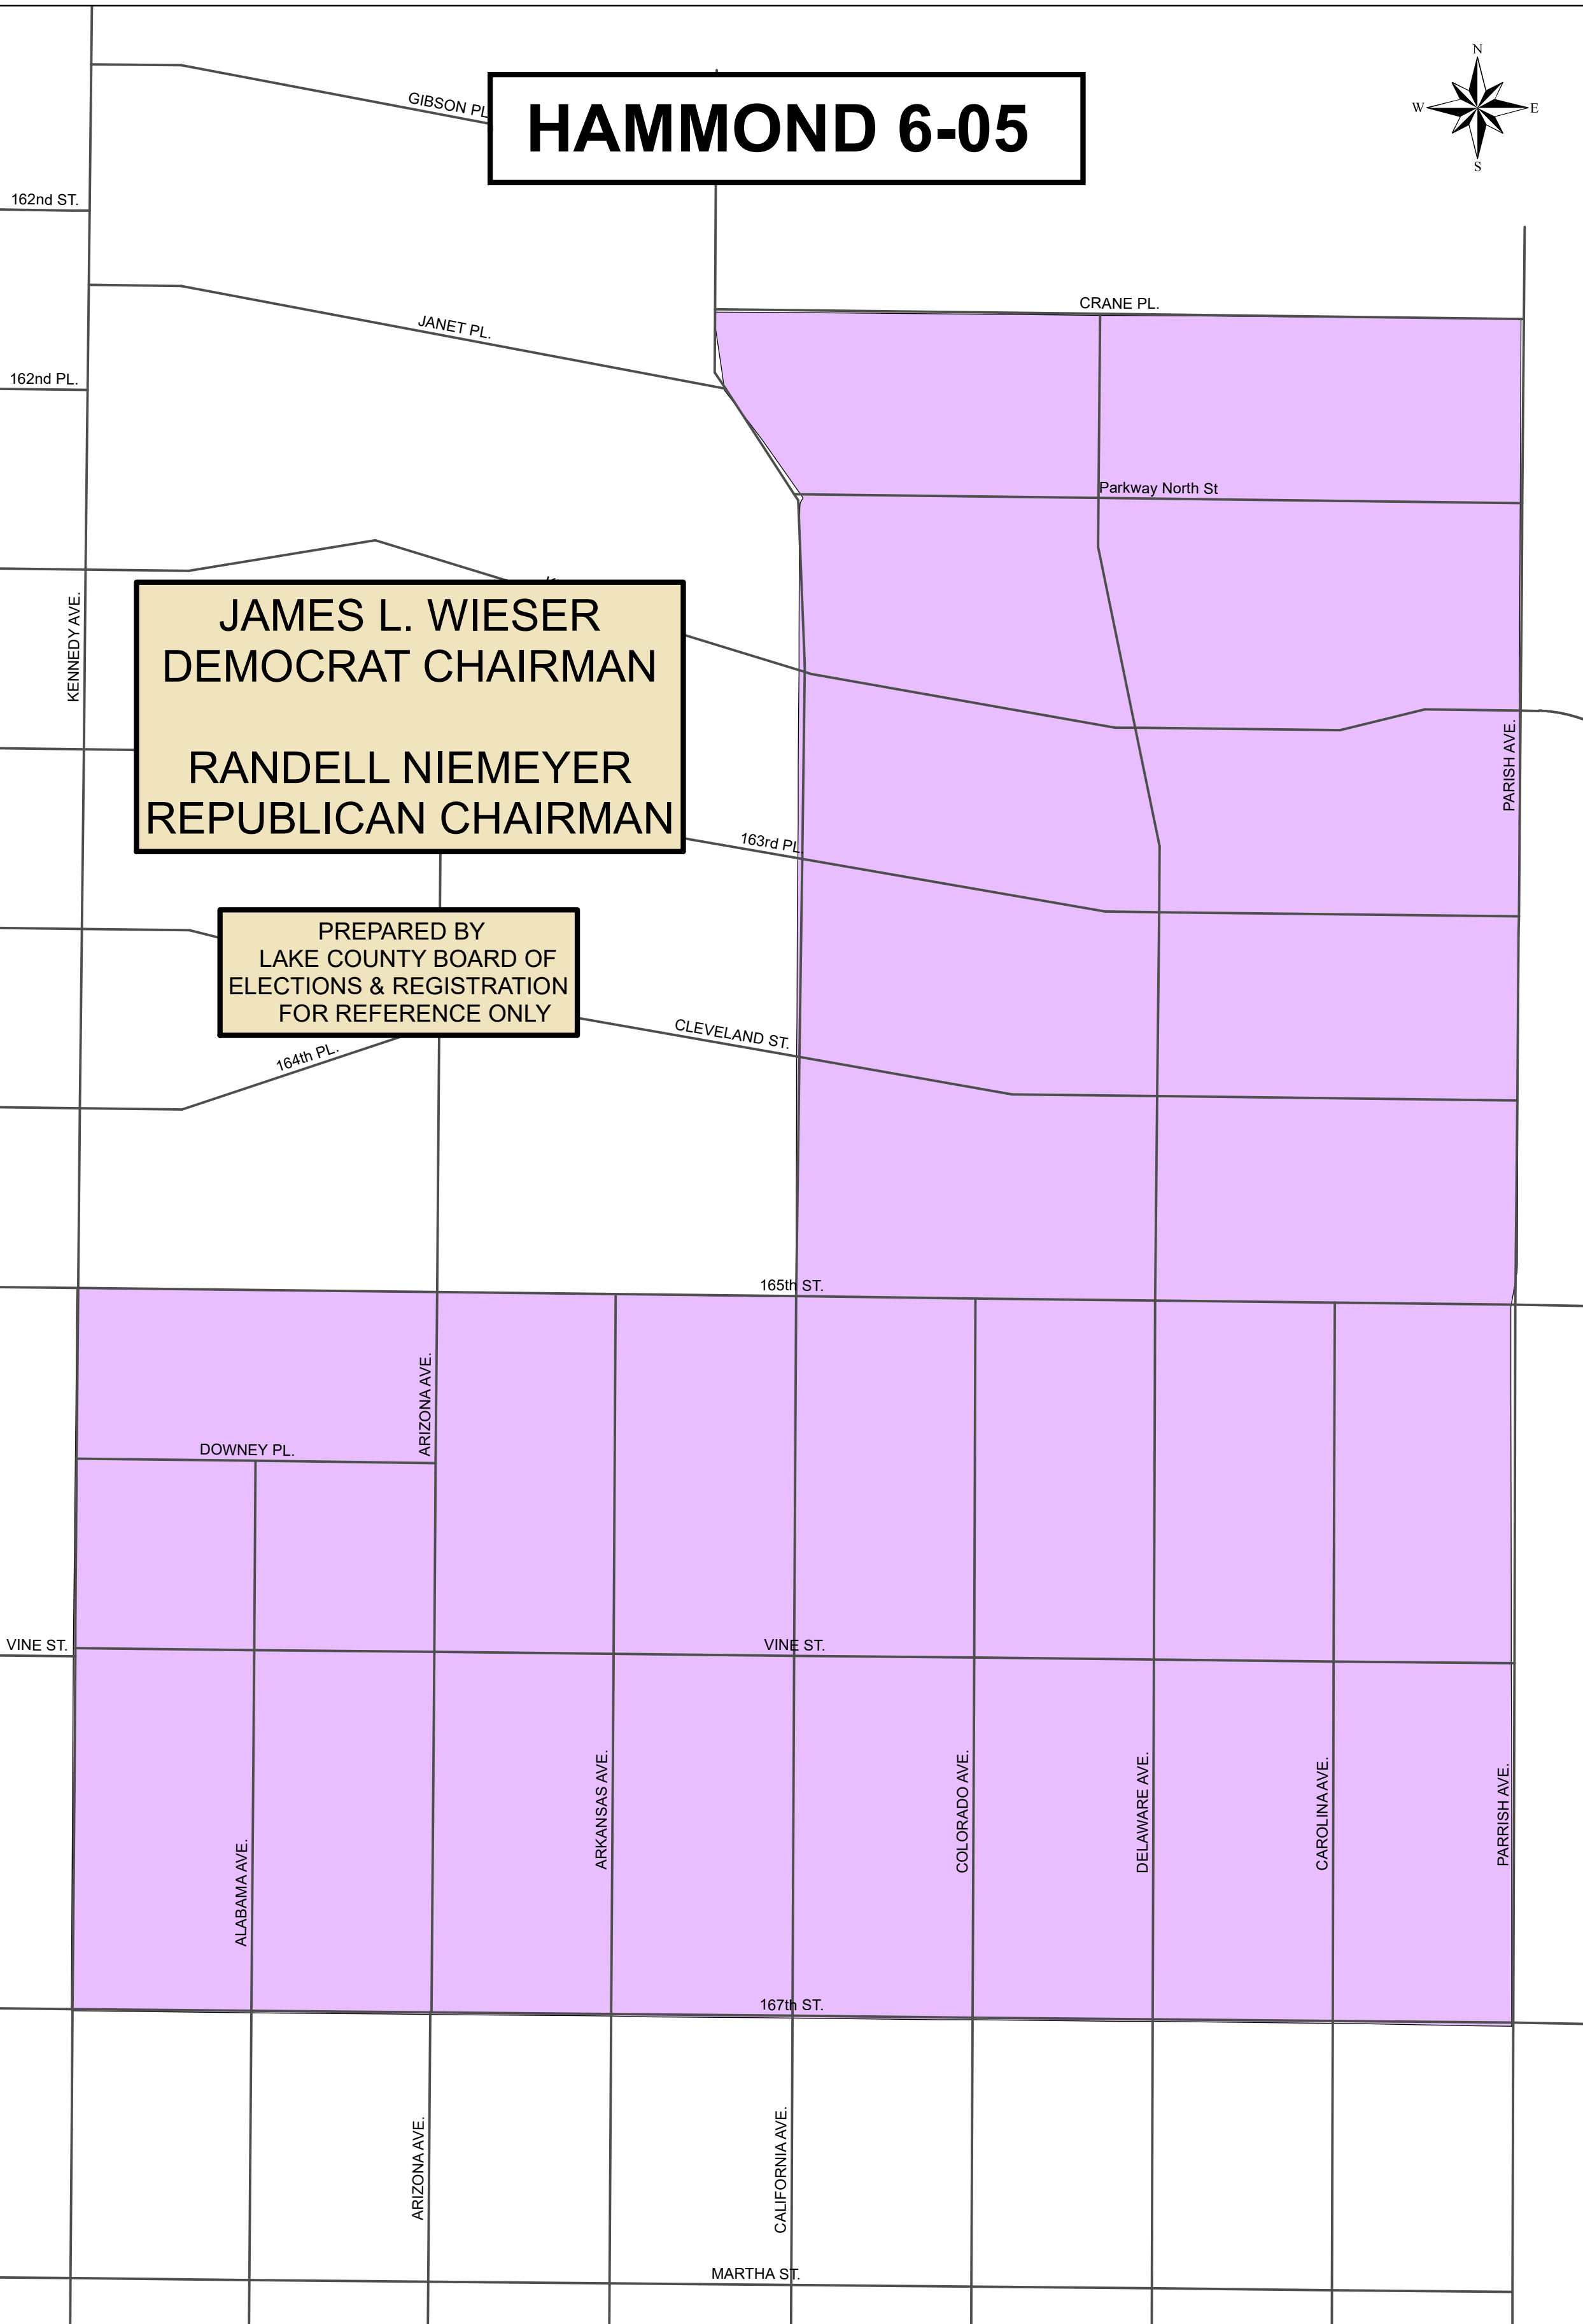 N
GIBSON PL
HAMMOND 6-05
W
E
S
162nd ST.
CRANE PL.
JANET PL.
162nd PL.
Parkway North St
KENNEDY AVE.
JAMES L. WIESER
DEMOCRAT CHAIRMAN
RANDELL NIEMEYER
REPUBLICAN CHAIRMAN
PARISH AVE.
163rd PL.
PREPARED BY
LAKE COUNTY BOARD OF
ELECTIONS & REGISTRATION
FOR REFERENCE ONLY
CLEVELAND ST.
164th PL.
165th ST.
ARIZONA AVE.
DOWNEY PL.
VINE ST.
VINE ST.
ARKANSAS AVE.
COLORADO AVE.
DELAWARE AVE.
CAROLINA AVE.
PARRISH AVE.
ALABAMA AVE.
167th ST.
ARIZONA AVE.
CALIFORNIA AVE.
MARTHA ST.